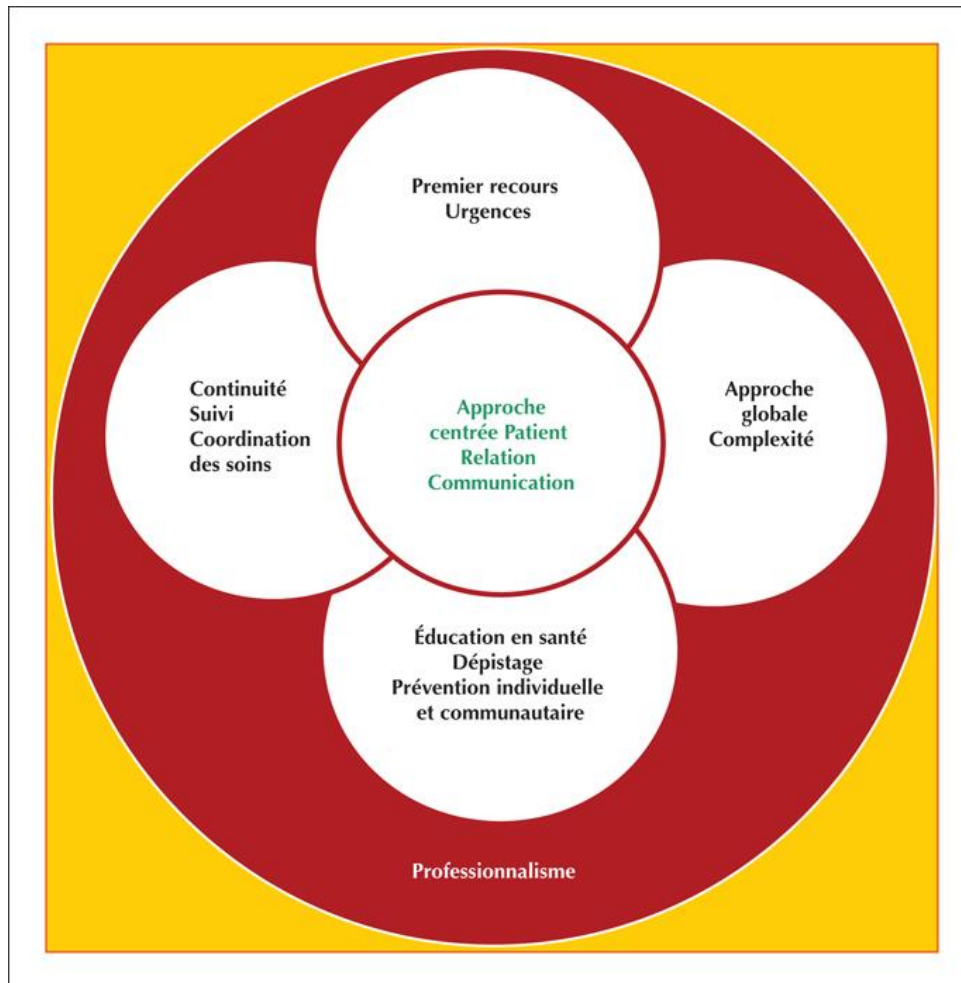 Premier recours
Urgences
Continuité
Suivi
Coordination
des soins
Approche
centrée Patient
Relation
Communication
Approche
globale
Complexité
Éducation en santé
Dépistage
Prévention individuelle
et communautaire
Professionnalisme